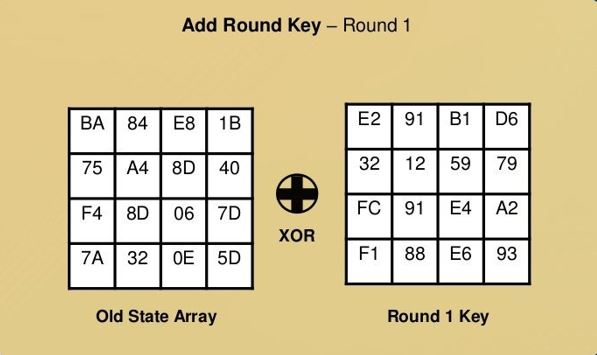 Add Round Key – Round 1
BA 84 E8 1B
75 A4 8D 40
F4 8D 06 7D
7A 32 0E 5D
XOR
E2 91 B1 D6
32 12 59 79
FC 91 E4 A2
F1 88 E6 93
Old State Array
Round 1 Key